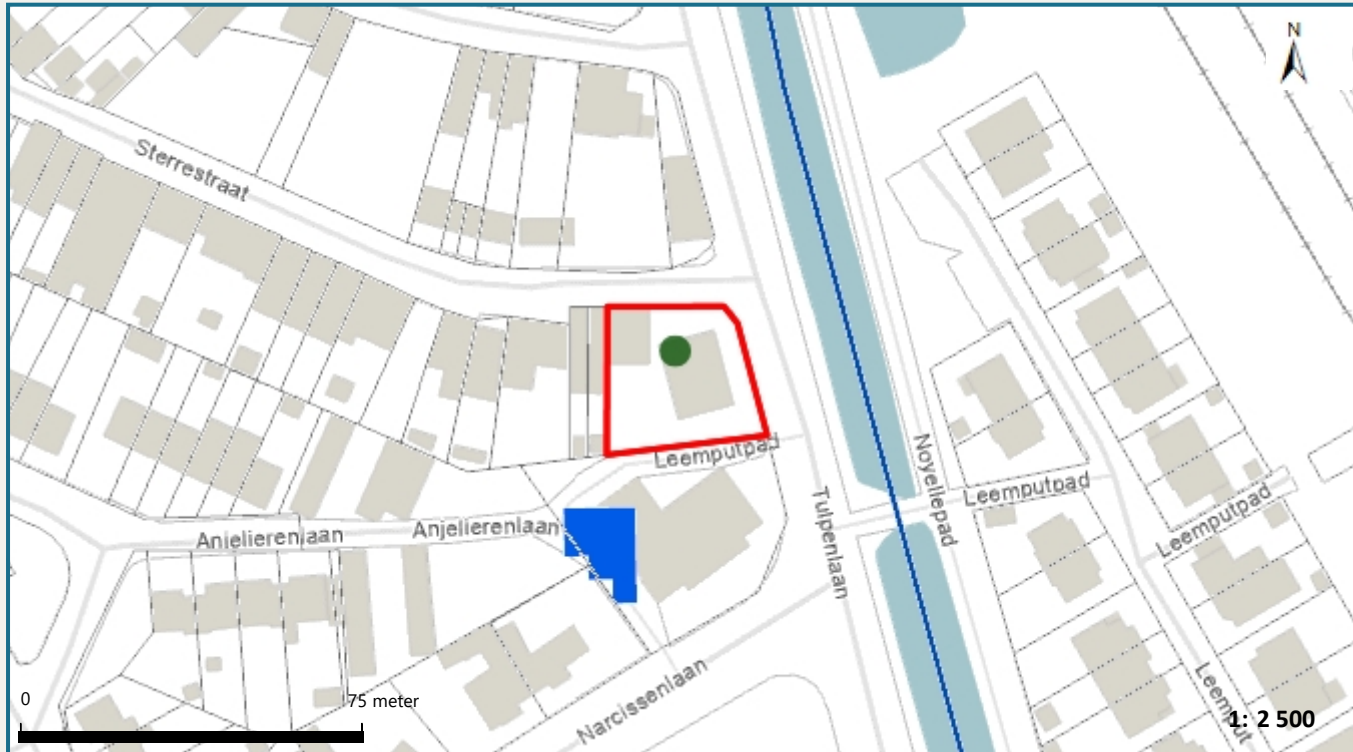 N
Sterrestraat
Leemputpad
Noyellepad
Leemputpad
Leemputpad
Tulpenlaan
Anjelierenlaan
Anjelierenlaan
Narcissenlaan
Leemput
0
75 meter
1: 2 500